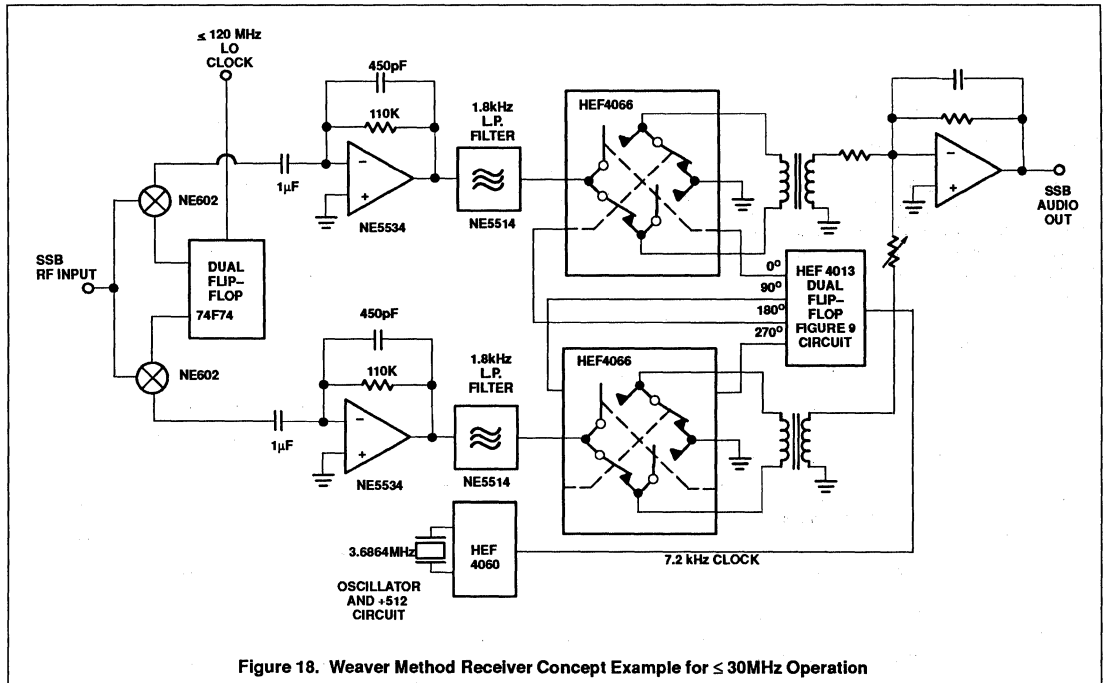 ≤ 120 MHz
LO
CLOCK
450pF
110K
1.8kHz
L.P.
FILTER
HEF4066
1µF
−
+
NE5534
NE5514
NE602
SSB
RF INPUT
DUAL
FLIP–
FLOP
74F74
NE602
−
+
SSB
AUDIO
OUT
0°
90°
180°
270°
HEF 4013
DUAL
FLIP–
FLOP
FIGURE 9
CIRCUIT
450pF
110K
1.8kHz
L.P.
FILTER
HEF4066
1µF
−
+
NE5534
NE5514
3.6864MHz
HEF
4060
7.2 kHz CLOCK
OSCILLATOR
AND +512
CIRCUIT
Figure 18. Weaver Method Receiver Concept Example for ≤ 30MHz Operation